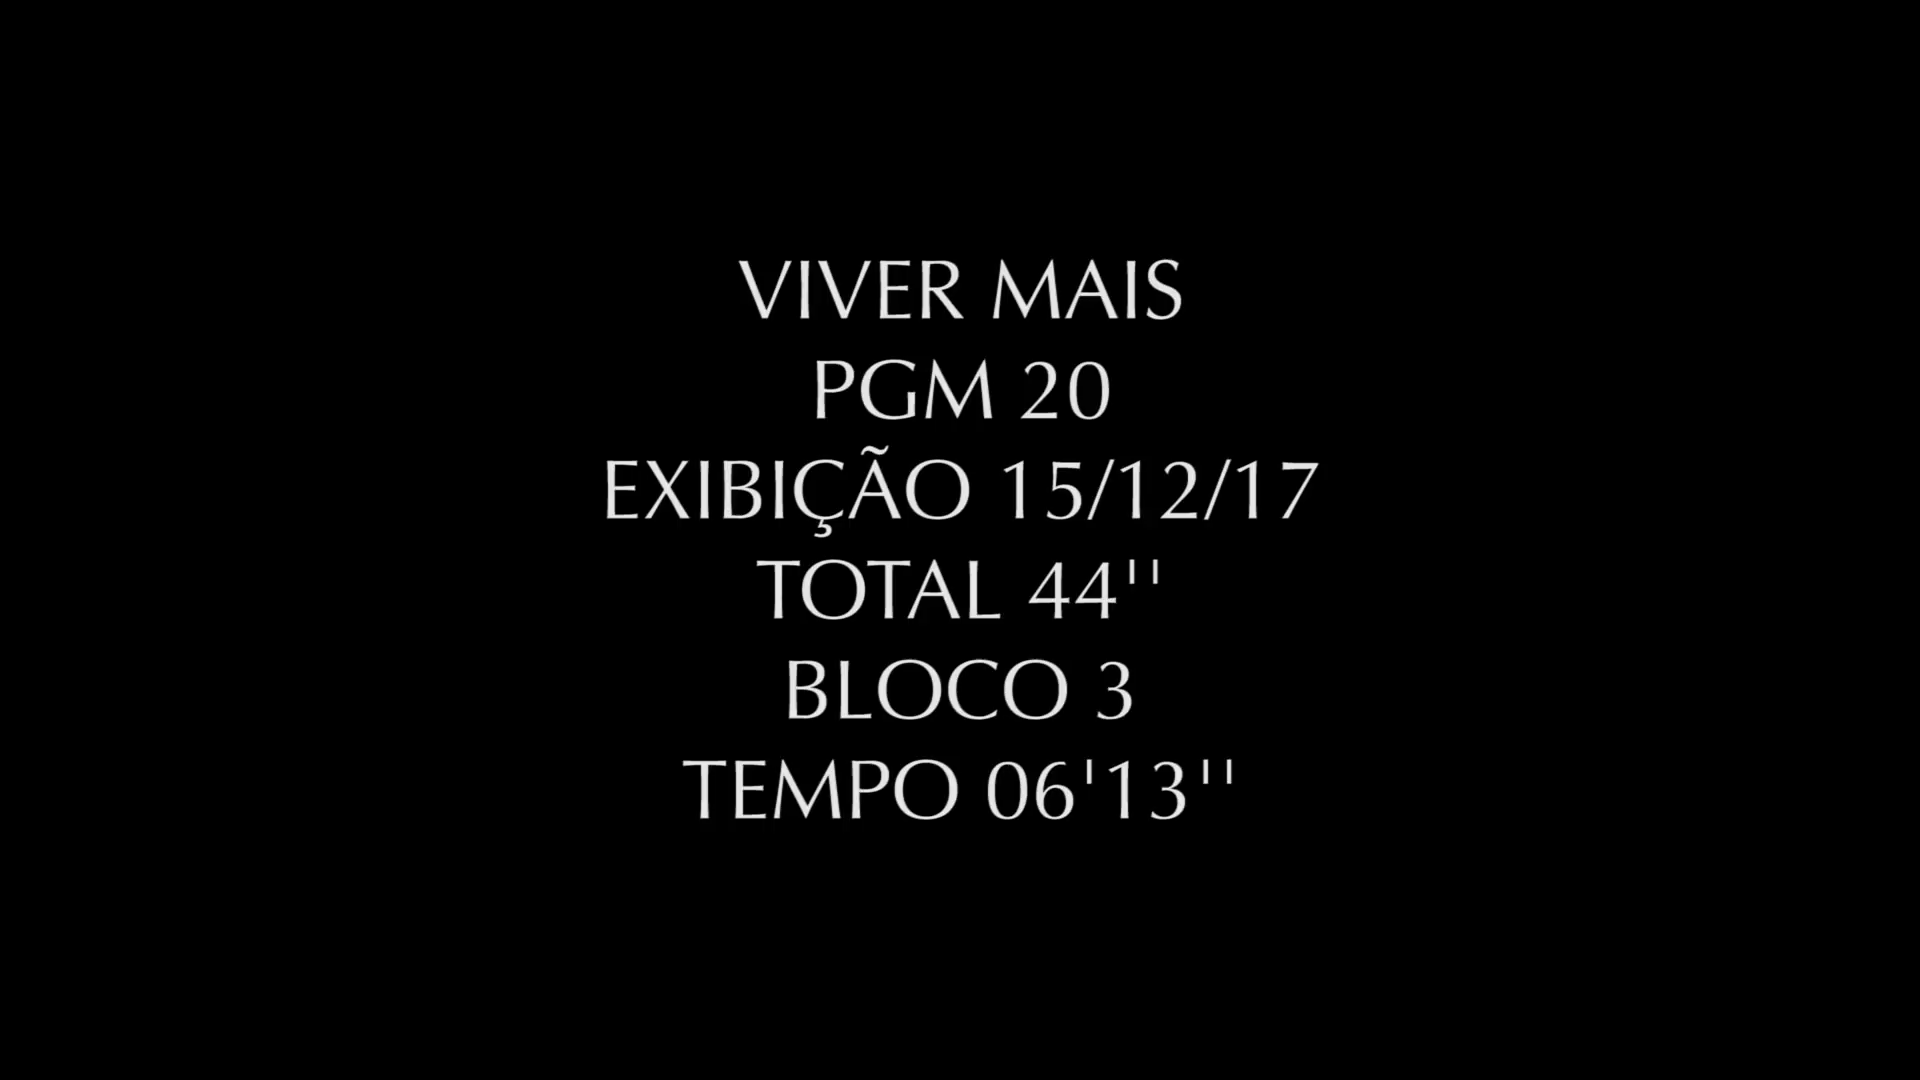 VIVER MAIS
PGM 20
EXIBIÇÃO 15/12/17
TOTAL 44''
BLOCO 3
TEMPO 06'13''